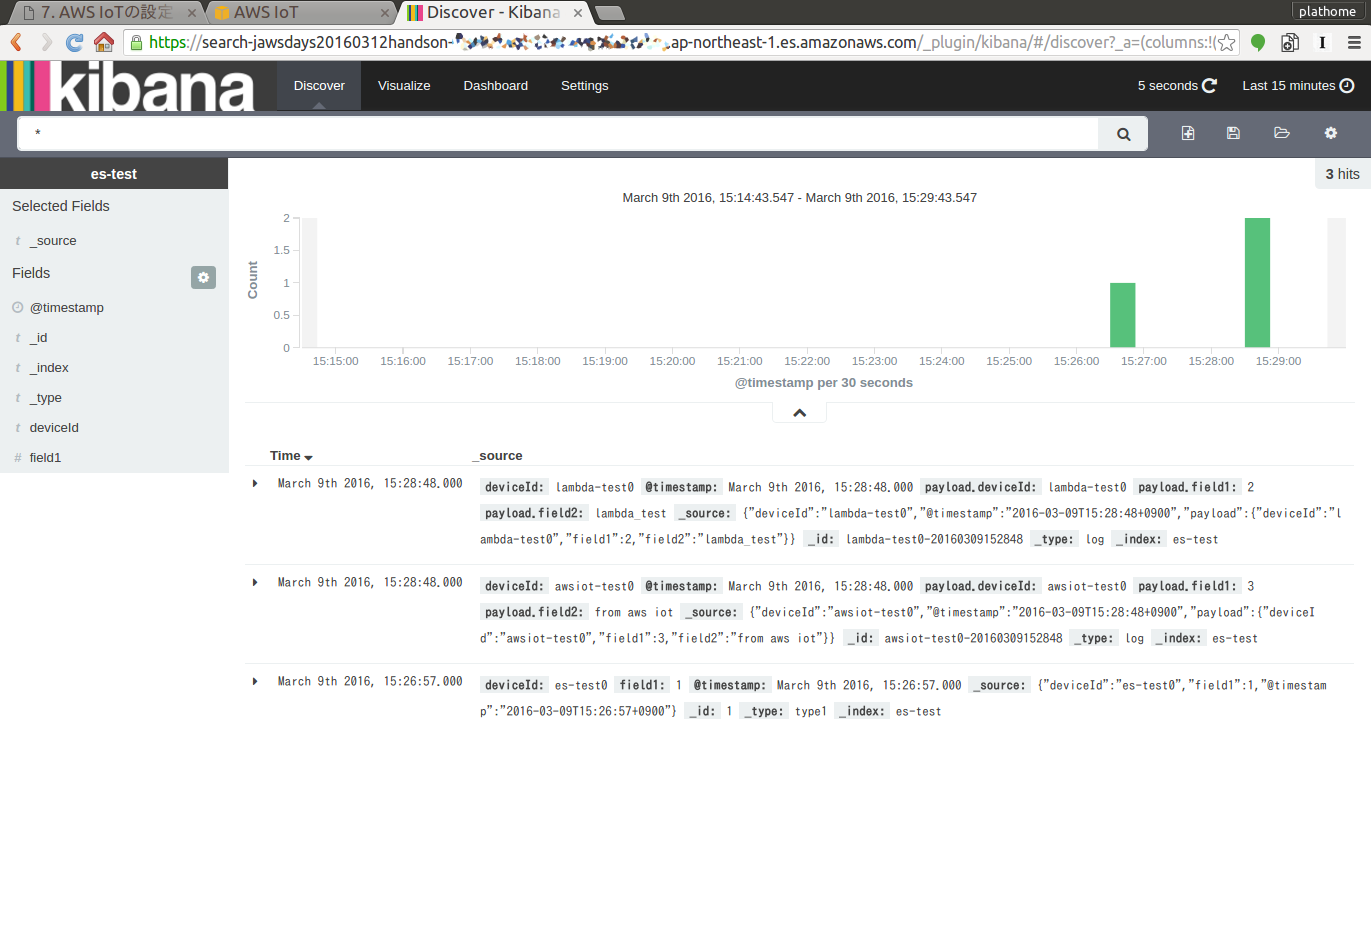 7. AWS IoTの設定
AWS IoT
Discover - Kibana
plathome
https://search-jawsdays20160312handson-
.ap-northeast-1.es.amazonaws.com/_plugin/kibana/#/discover?_a=(columns:!(
kibana
Discover
Visualize
Dashboard
Settings
5 seconds
Last 15 minutes
*
es-test
3 hits
Selected Fields
t _source
Fields
@timestamp
t _id
t _index
t _type
t deviceId
# field1
March 9th 2016, 15:14:43.547 - March 9th 2016, 15:29:43.547
Count
2
1.5
1
0.5
0
15:15:00 15:16:00 15:17:00 15:18:00 15:19:00 15:20:00 15:21:00 15:22:00 15:23:00 15:24:00 15:25:00 15:26:00 15:27:00 15:28:00 15:29:00
@timestamp per 30 seconds
Time _source
March 9th 2016, 15:28:48.000 deviceId: lambda-test0 @timestamp: March 9th 2016, 15:28:48.000 payload.deviceId: lambda-test0 payload.field1: 2
payload.field2: lambda_test _source: {"deviceId":"lambda-test0","@timestamp":"2016-03-09T15:28:48+0900","payload":{"deviceId":"l
ambda-test0","field1":2,"field2":"lambda_test"}} _id: lambda-test0-20160309152848 _type: log _index: es-test
March 9th 2016, 15:28:48.000 deviceId: awsiot-test0 @timestamp: March 9th 2016, 15:28:48.000 payload.deviceId: awsiot-test0 payload.field1: 3
payload.field2: from aws iot _source: {"deviceId":"awsiot-test0","@timestamp":"2016-03-09T15:28:48+0900","payload":{"deviceI
d":"awsiot-test0","field1":3,"field2":"from aws iot"}} _id: awsiot-test0-20160309152848 _type: log _index: es-test
March 9th 2016, 15:26:57.000 deviceId: es-test0 field1: 1 @timestamp: March 9th 2016, 15:26:57.000 _source: {"deviceId":"es-test0","field1":1,"@timestam
p":"2016-03-09T15:26:57+0900"} _id: 1 _type: type1 _index: es-test